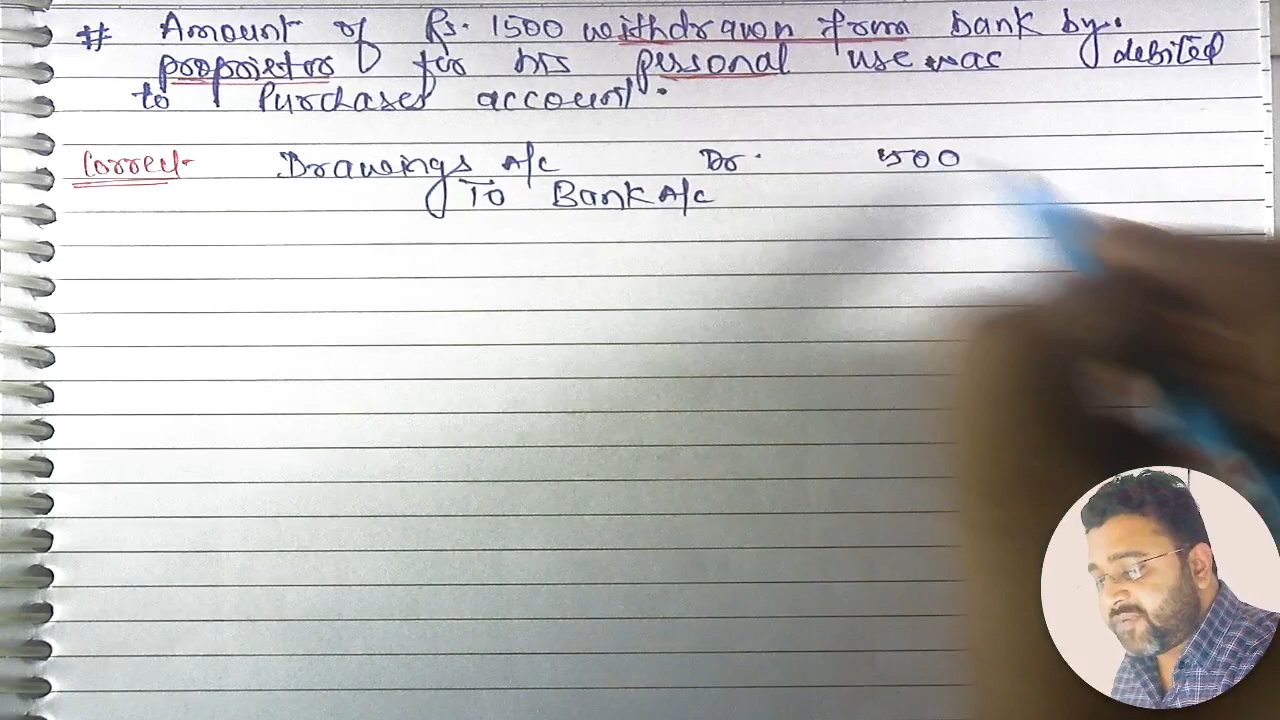 # Amount of Rs. 1500 withdrawn from bank by
proprietor for his personal use was debited
to Purchases account.
Correct- Drawings A/c Dr. 1500
To Bank A/c